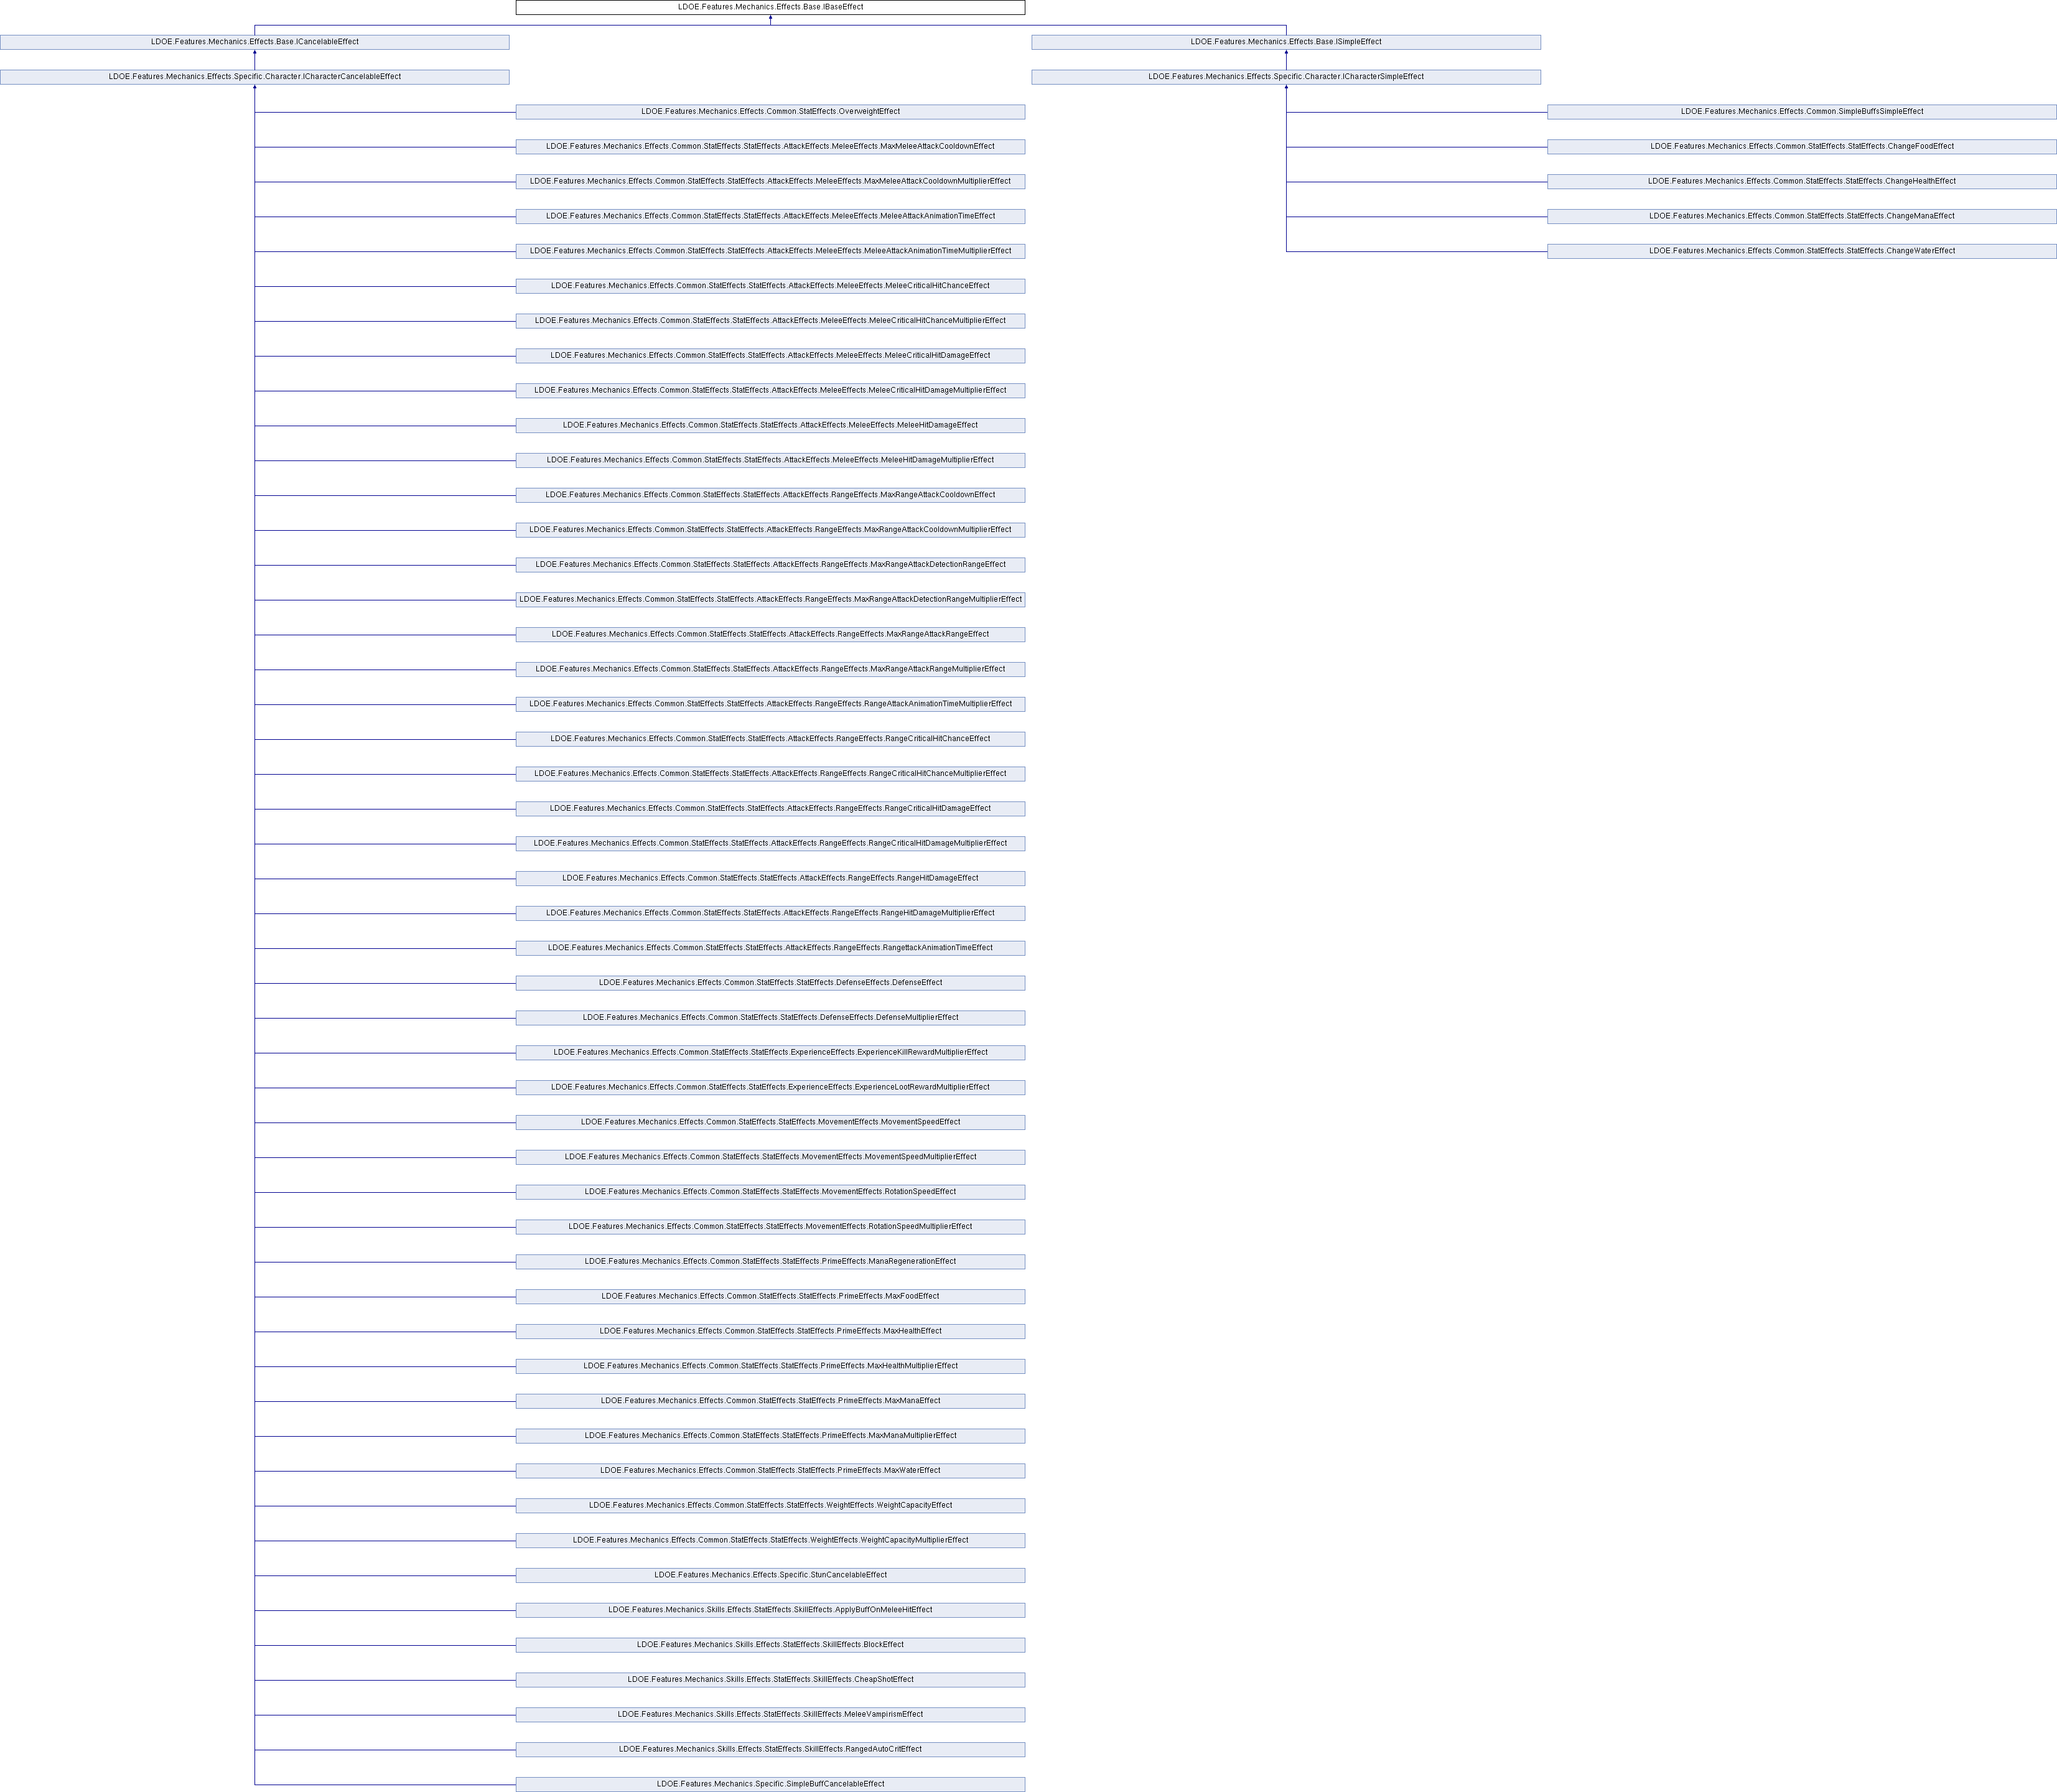 LDOE.Features.Mechanics.Effects.Base.IBaseEffect
LDOE.Features.Mechanics.Effects.Base.ICancelableEffect
LDOE.Features.Mechanics.Effects.Base.ISimpleEffect
LDOE.Features.Mechanics.Effects.Specific.Character.ICharacterCancelableEffect
LDOE.Features.Mechanics.Effects.Specific.Character.ICharacterSimpleEffect
LDOE.Features.Mechanics.Effects.Common.StatEffects.OverweightEffect
LDOE.Features.Mechanics.Effects.Common.SimpleBuffsSimpleEffect
LDOE.Features.Mechanics.Effects.Common.StatEffects.StatEffects.AttackEffects.MeleeEffects.MaxMeleeAttackCooldownEffect
LDOE.Features.Mechanics.Effects.Common.StatEffects.StatEffects.ChangeFoodEffect
LDOE.Features.Mechanics.Effects.Common.StatEffects.StatEffects.AttackEffects.MeleeEffects.MaxMeleeAttackCooldownMultiplierEffect
LDOE.Features.Mechanics.Effects.Common.StatEffects.StatEffects.ChangeHealthEffect
LDOE.Features.Mechanics.Effects.Common.StatEffects.StatEffects.AttackEffects.MeleeEffects.MeleeAttackAnimationTimeEffect
LDOE.Features.Mechanics.Effects.Common.StatEffects.StatEffects.ChangeManaEffect
LDOE.Features.Mechanics.Effects.Common.StatEffects.StatEffects.AttackEffects.MeleeEffects.MeleeAttackAnimationTimeMultiplierEffect
LDOE.Features.Mechanics.Effects.Common.StatEffects.StatEffects.ChangeWaterEffect
LDOE.Features.Mechanics.Effects.Common.StatEffects.StatEffects.AttackEffects.MeleeEffects.MeleeCriticalHitChanceEffect
LDOE.Features.Mechanics.Effects.Common.StatEffects.StatEffects.AttackEffects.MeleeEffects.MeleeCriticalHitChanceMultiplierEffect
LDOE.Features.Mechanics.Effects.Common.StatEffects.StatEffects.AttackEffects.MeleeEffects.MeleeCriticalHitDamageEffect
LDOE.Features.Mechanics.Effects.Common.StatEffects.StatEffects.AttackEffects.MeleeEffects.MeleeCriticalHitDamageMultiplierEffect
LDOE.Features.Mechanics.Effects.Common.StatEffects.StatEffects.AttackEffects.MeleeEffects.MeleeHitDamageEffect
LDOE.Features.Mechanics.Effects.Common.StatEffects.StatEffects.AttackEffects.MeleeEffects.MeleeHitDamageMultiplierEffect
LDOE.Features.Mechanics.Effects.Common.StatEffects.StatEffects.AttackEffects.RangeEffects.MaxRangeAttackCooldownEffect
LDOE.Features.Mechanics.Effects.Common.StatEffects.StatEffects.AttackEffects.RangeEffects.MaxRangeAttackCooldownMultiplierEffect
LDOE.Features.Mechanics.Effects.Common.StatEffects.StatEffects.AttackEffects.RangeEffects.MaxRangeAttackDetectionRangeEffect
LDOE.Features.Mechanics.Effects.Common.StatEffects.StatEffects.AttackEffects.RangeEffects.MaxRangeAttackDetectionRangeMultiplierEffect
LDOE.Features.Mechanics.Effects.Common.StatEffects.StatEffects.AttackEffects.RangeEffects.MaxRangeAttackRangeEffect
LDOE.Features.Mechanics.Effects.Common.StatEffects.StatEffects.AttackEffects.RangeEffects.MaxRangeAttackRangeMultiplierEffect
LDOE.Features.Mechanics.Effects.Common.StatEffects.StatEffects.AttackEffects.RangeEffects.RangeAttackAnimationTimeMultiplierEffect
LDOE.Features.Mechanics.Effects.Common.StatEffects.StatEffects.AttackEffects.RangeEffects.RangeCriticalHitChanceEffect
LDOE.Features.Mechanics.Effects.Common.StatEffects.StatEffects.AttackEffects.RangeEffects.RangeCriticalHitChanceMultiplierEffect
LDOE.Features.Mechanics.Effects.Common.StatEffects.StatEffects.AttackEffects.RangeEffects.RangeCriticalHitDamageEffect
LDOE.Features.Mechanics.Effects.Common.StatEffects.StatEffects.AttackEffects.RangeEffects.RangeCriticalHitDamageMultiplierEffect
LDOE.Features.Mechanics.Effects.Common.StatEffects.StatEffects.AttackEffects.RangeEffects.RangeHitDamageEffect
LDOE.Features.Mechanics.Effects.Common.StatEffects.StatEffects.AttackEffects.RangeEffects.RangeHitDamageMultiplierEffect
LDOE.Features.Mechanics.Effects.Common.StatEffects.StatEffects.AttackEffects.RangeEffects.RangettackAnimationTimeEffect
LDOE.Features.Mechanics.Effects.Common.StatEffects.StatEffects.DefenseEffects.DefenseEffect
LDOE.Features.Mechanics.Effects.Common.StatEffects.StatEffects.DefenseEffects.DefenseMultiplierEffect
LDOE.Features.Mechanics.Effects.Common.StatEffects.StatEffects.ExperienceEffects.ExperienceKillRewardMultiplierEffect
LDOE.Features.Mechanics.Effects.Common.StatEffects.StatEffects.ExperienceEffects.ExperienceLootRewardMultiplierEffect
LDOE.Features.Mechanics.Effects.Common.StatEffects.StatEffects.MovementEffects.MovementSpeedEffect
LDOE.Features.Mechanics.Effects.Common.StatEffects.StatEffects.MovementEffects.MovementSpeedMultiplierEffect
LDOE.Features.Mechanics.Effects.Common.StatEffects.StatEffects.MovementEffects.RotationSpeedEffect
LDOE.Features.Mechanics.Effects.Common.StatEffects.StatEffects.MovementEffects.RotationSpeedMultiplierEffect
LDOE.Features.Mechanics.Effects.Common.StatEffects.StatEffects.PrimeEffects.ManaRegenerationEffect
LDOE.Features.Mechanics.Effects.Common.StatEffects.StatEffects.PrimeEffects.MaxFoodEffect
LDOE.Features.Mechanics.Effects.Common.StatEffects.StatEffects.PrimeEffects.MaxHealthEffect
LDOE.Features.Mechanics.Effects.Common.StatEffects.StatEffects.PrimeEffects.MaxHealthMultiplierEffect
LDOE.Features.Mechanics.Effects.Common.StatEffects.StatEffects.PrimeEffects.MaxManaEffect
LDOE.Features.Mechanics.Effects.Common.StatEffects.StatEffects.PrimeEffects.MaxManaMultiplierEffect
LDOE.Features.Mechanics.Effects.Common.StatEffects.StatEffects.PrimeEffects.MaxWaterEffect
LDOE.Features.Mechanics.Effects.Common.StatEffects.StatEffects.WeightEffects.WeightCapacityEffect
LDOE.Features.Mechanics.Effects.Common.StatEffects.StatEffects.WeightEffects.WeightCapacityMultiplierEffect
LDOE.Features.Mechanics.Effects.Specific.StunCancelableEffect
LDOE.Features.Mechanics.Skills.Effects.StatEffects.SkillEffects.ApplyBuffOnMeleeHitEffect
LDOE.Features.Mechanics.Skills.Effects.StatEffects.SkillEffects.BlockEffect
LDOE.Features.Mechanics.Skills.Effects.StatEffects.SkillEffects.CheapShotEffect
LDOE.Features.Mechanics.Skills.Effects.StatEffects.SkillEffects.MeleeVampirismEffect
LDOE.Features.Mechanics.Skills.Effects.StatEffects.SkillEffects.RangedAutoCritEffect
LDOE.Features.Mechanics.Specific.SimpleBuffCancelableEffect